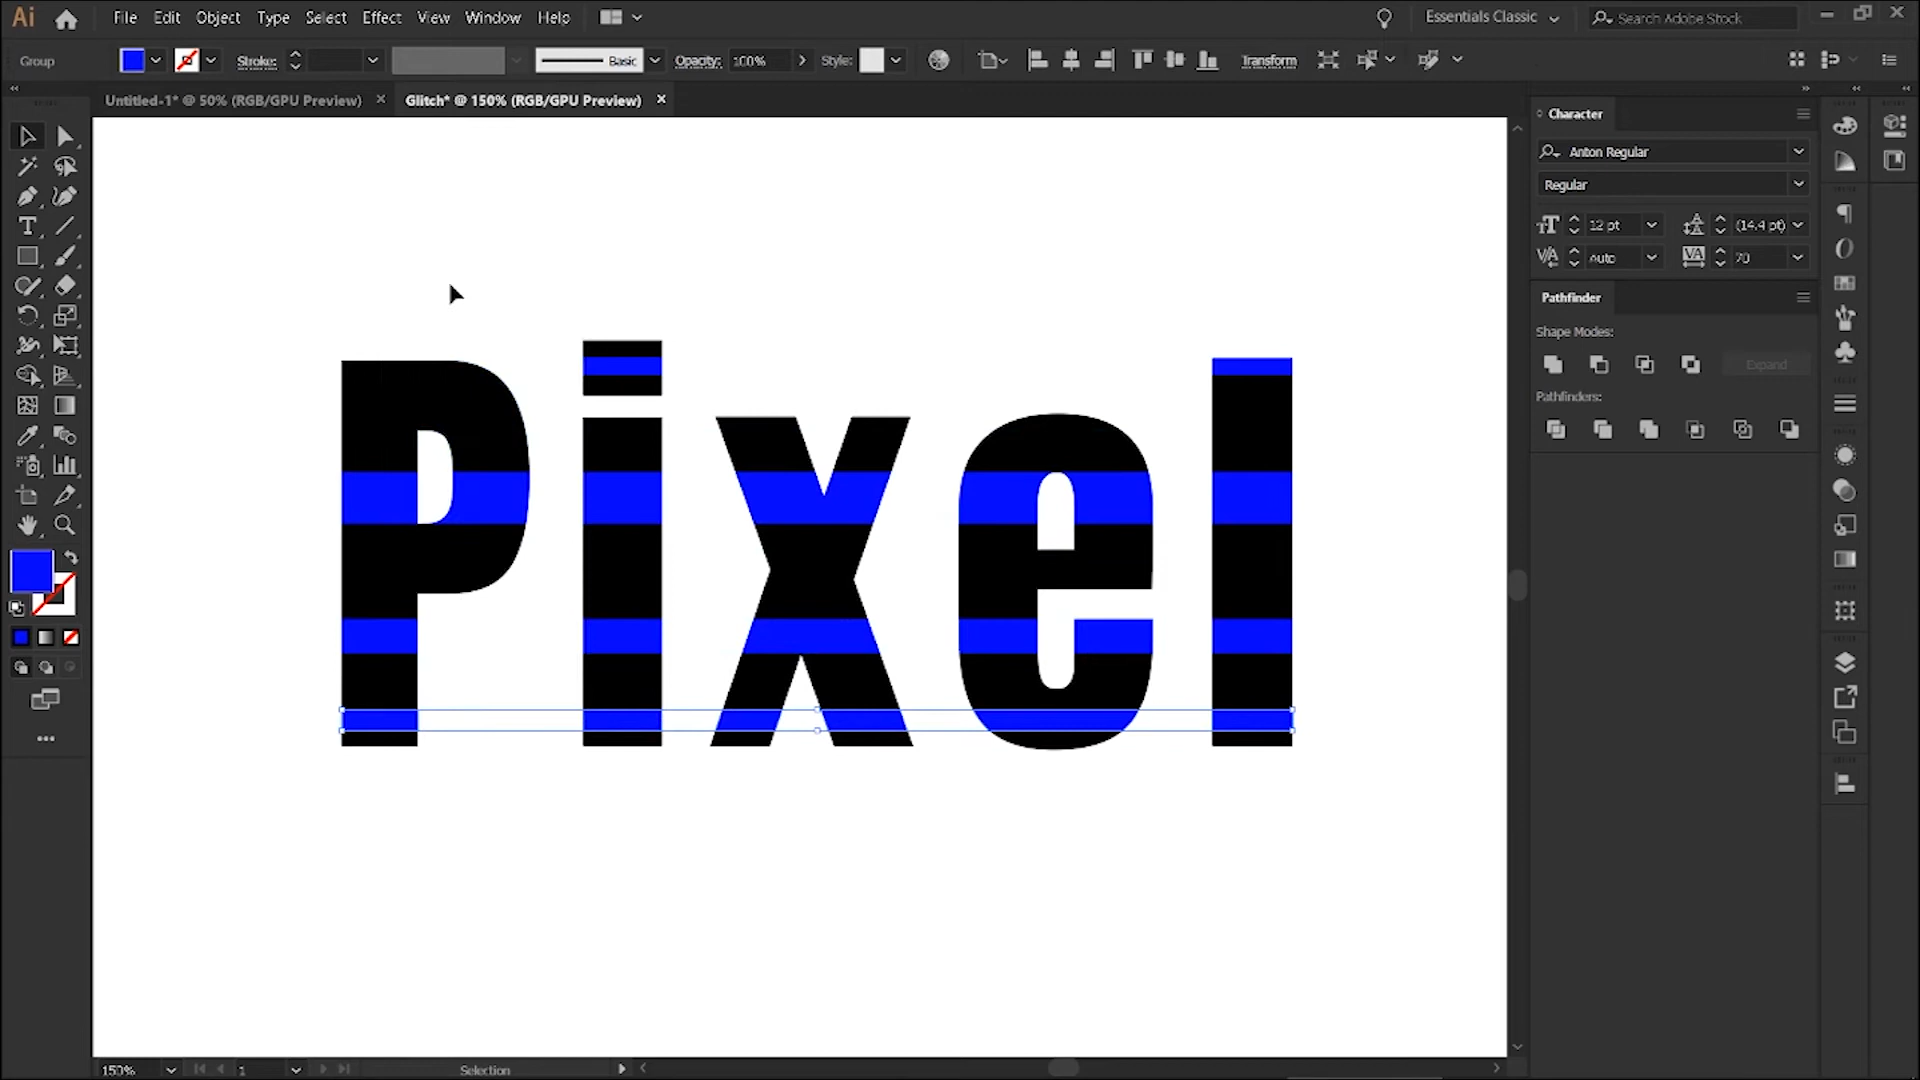 Ai File Edit Object Type Select Effect View Window Help Essentials Classic Search Adobe Stock
Group Stroke: Basic Opacity: 100% Style: Transform
Untitled-1* @ 50% (RGB/GPU Preview) × Glitch* @ 150% (RGB/GPU Preview) ×
Character
Anton Regular
Regular
12 pt (14.4 pt)
Auto 70
Pathfinder
Shape Modes:
Expand
Pathfinders:
Pixel
150% 1 Selection